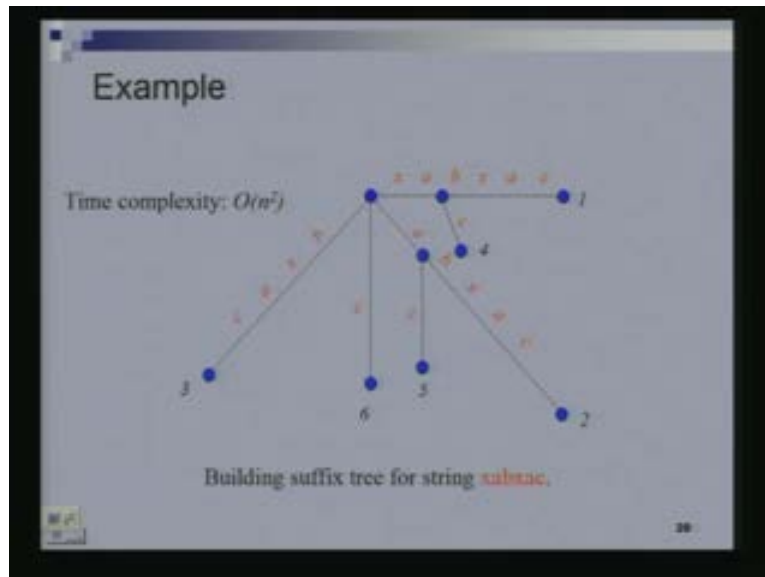 Example
Time complexity: O(n²)
x a b x a c
1
c
4
a
b
x
a
c
b
x
a
c
c
c
3
6
5
2
Building suffix tree for string xabxac.